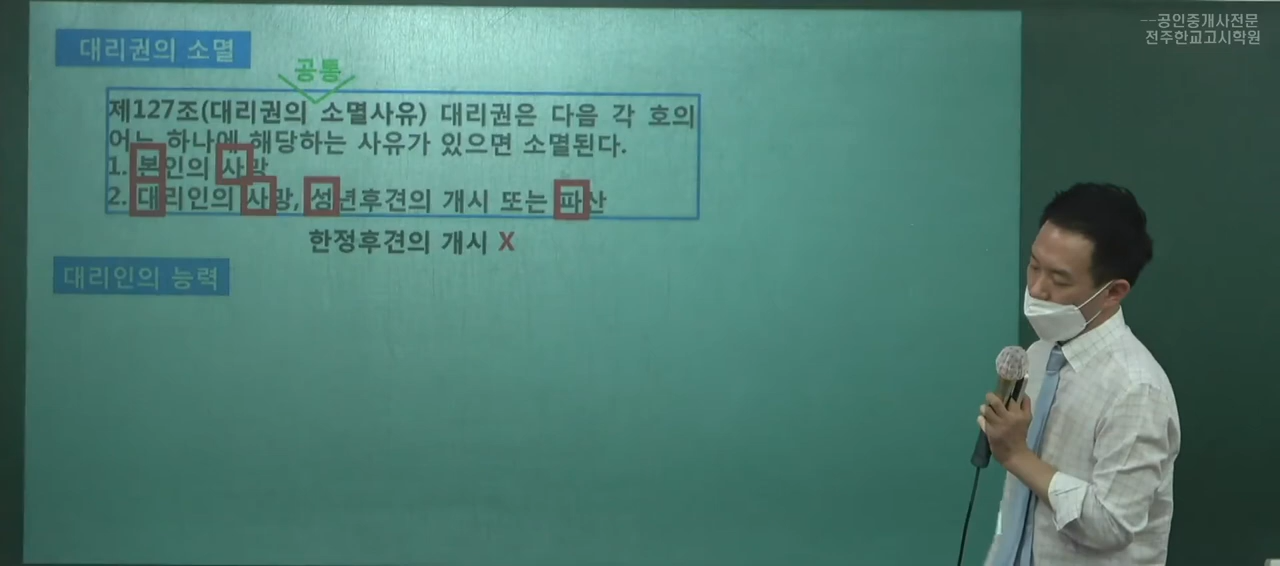 --공인중개사전문
전주한교고시학원
대리권의 소멸
공통
제127조(대리권의 소멸사유) 대리권은 다음 각 호의
어느 하나에 해당하는 사유가 있으면 소멸된다.
1. 본인의 사망
2. 대리인의 사망, 성년후견의 개시 또는 파산
한정후견의 개시 X
대리인의 능력